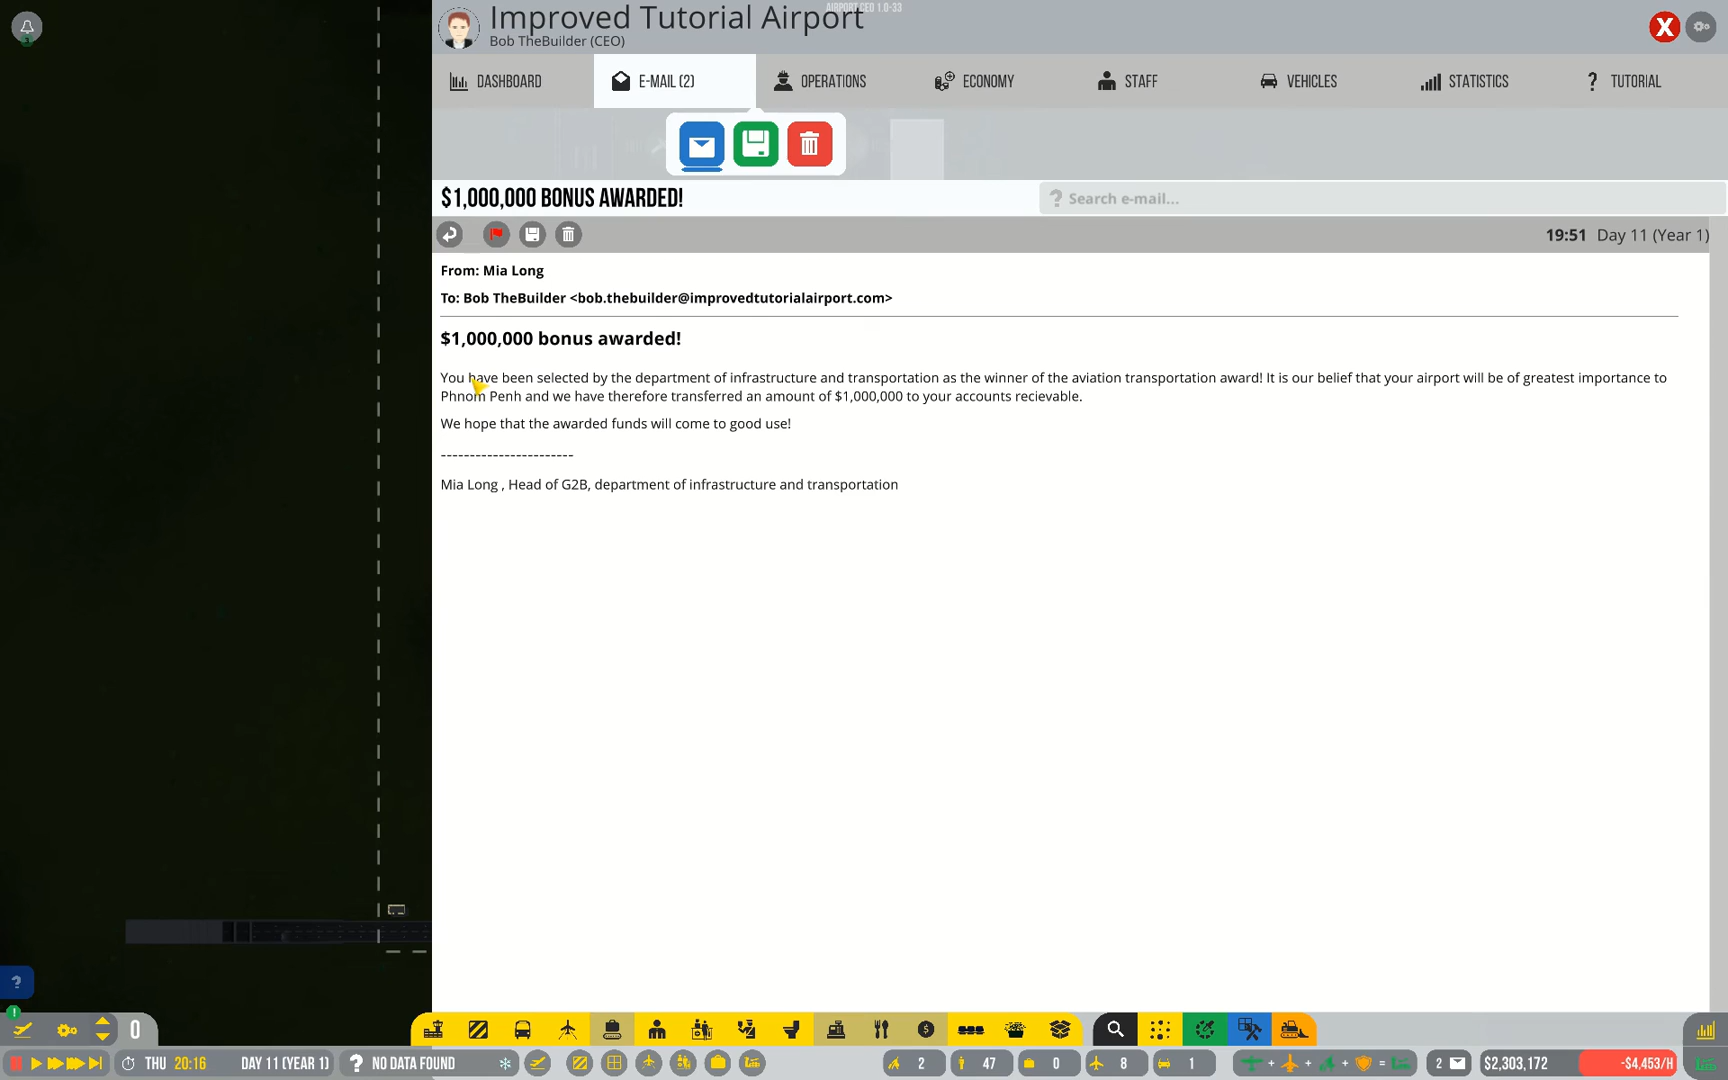 AIRPORT CEO 1.0-33
Improved Tutorial Airport
Bob TheBuilder (CEO)
X
DASHBOARD
E-MAIL (2)
OPERATIONS
ECONOMY
STAFF
VEHICLES
STATISTICS
? TUTORIAL
$1,000,000 BONUS AWARDED!
? Search e-mail...
19:51 Day 11 (Year 1)
From: Mia Long
To: Bob TheBuilder <bob.thebuilder@improvedtutorialairport.com>
$1,000,000 bonus awarded!
You have been selected by the department of infrastructure and transportation as the winner of the aviation transportation award! It is our belief that your airport will be of greatest importance to
Phnom Penh and we have therefore transferred an amount of $1,000,000 to your accounts recievable.
We hope that the awarded funds will come to good use!
-----------------------
Mia Long , Head of G2B, department of infrastructure and transportation
?
!
0
THU 20:16 DAY 11 (YEAR 1)
? NO DATA FOUND
2
47
0
8
1
+ + + =
2
$2,303,172
-$4,453/H